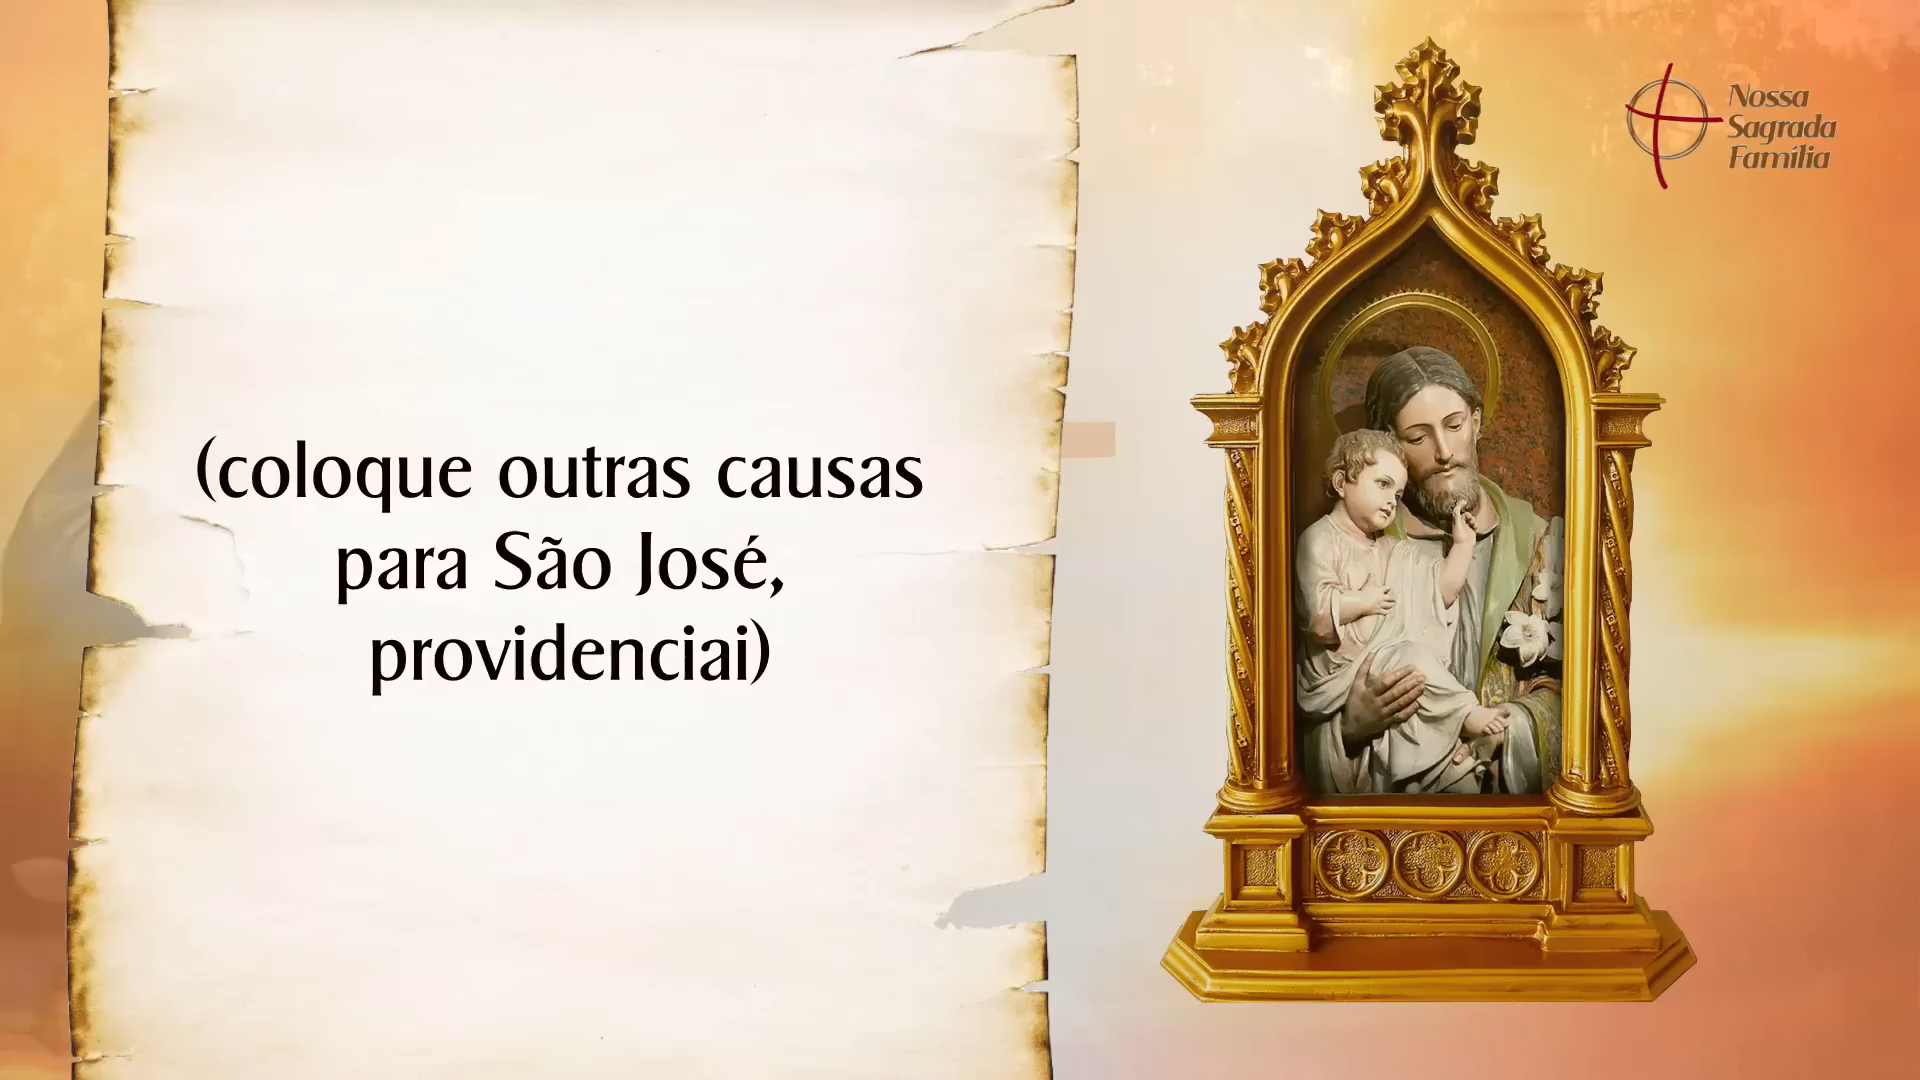 (coloque outras causas
para São José,
providenciai)
Nossa
Sagrada
Família